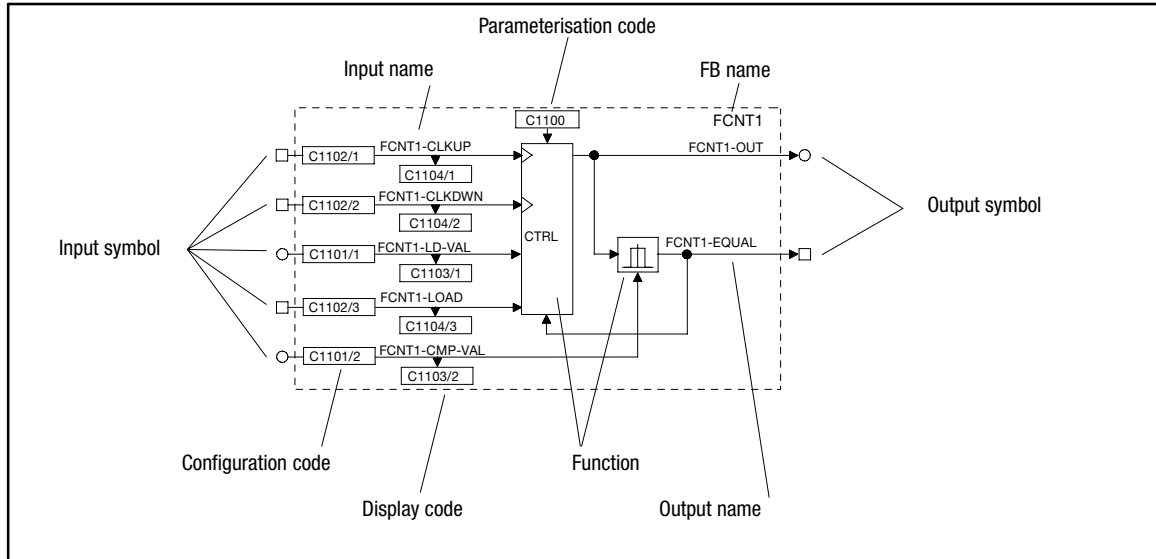 Parameterisation code
Input name
FB name
C1100
FCNT1
C1102/1
FCNT1-CLKUP
FCNT1-OUT
C1104/1
C1102/2
FCNT1-CLKDWN
C1104/2
Output symbol
CTRL
FCNT1-EQUAL
Input symbol
C1101/1
FCNT1-LD-VAL
C1103/1
C1102/3
FCNT1-LOAD
C1104/3
C1101/2
FCNT1-CMP-VAL
C1103/2
Configuration code
Function
Display code
Output name